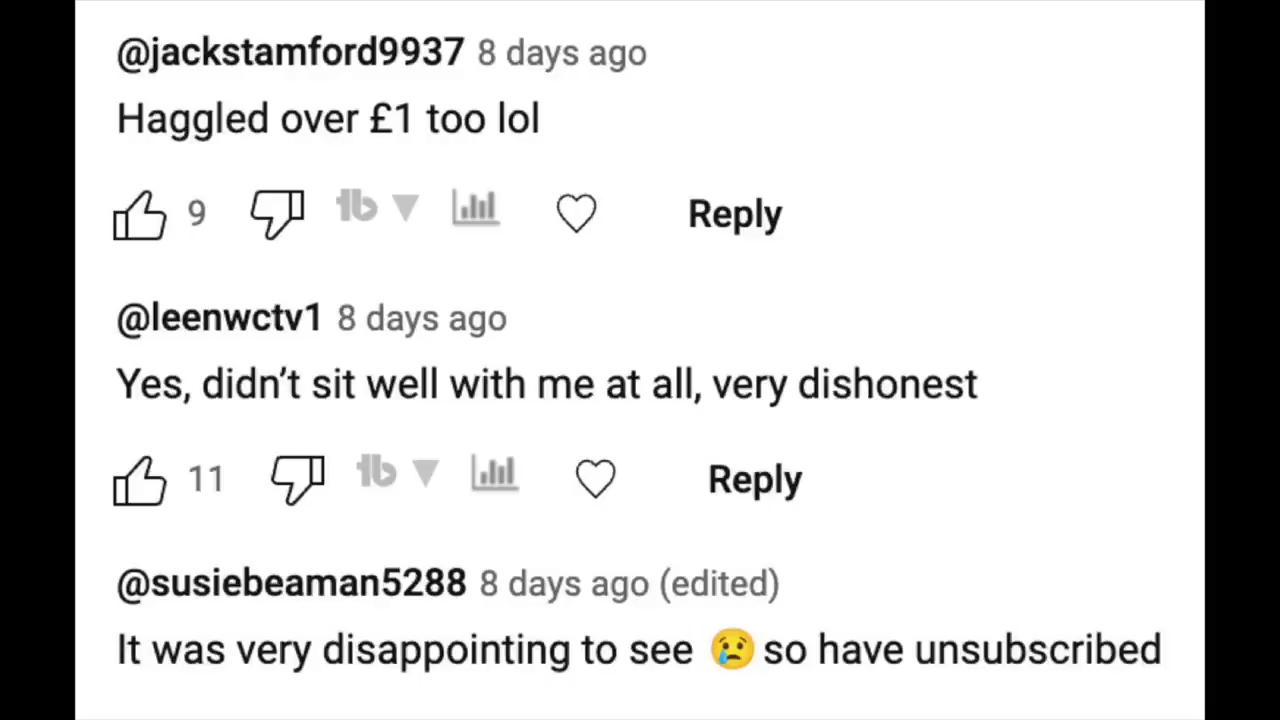 @jackstamford9937 8 days ago
Haggled over £1 too lol
9 tb Reply
@leenwctv1 8 days ago
Yes, didn’t sit well with me at all, very dishonest
11 tb Reply
@susiebeaman5288 8 days ago (edited)
It was very disappointing to see 😢 so have unsubscribed